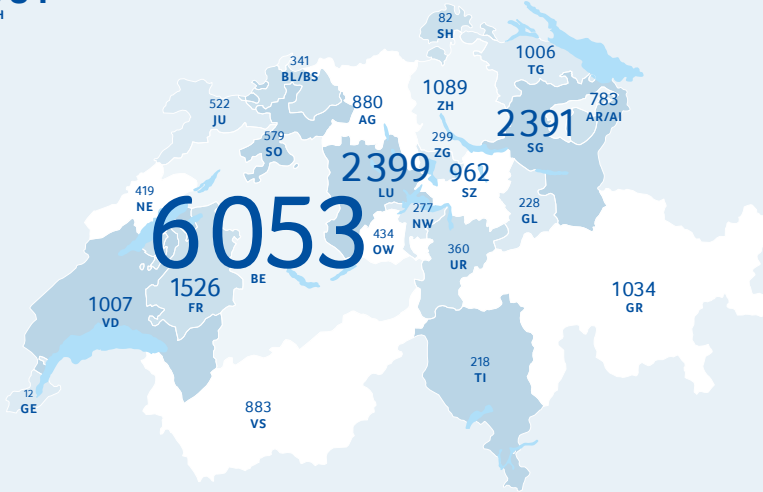 H
82
SH
1006
TG
341
BL/BS
1089
ZH
783
AR/AI
522
JU
880
AG
2391
SG
579
SO
299
ZG
2399
LU
962
SZ
419
NE
6053
BE
277
NW
228
GL
434
OW
360
UR
1526
FR
1034
GR
1007
VD
218
TI
12
GE
883
VS